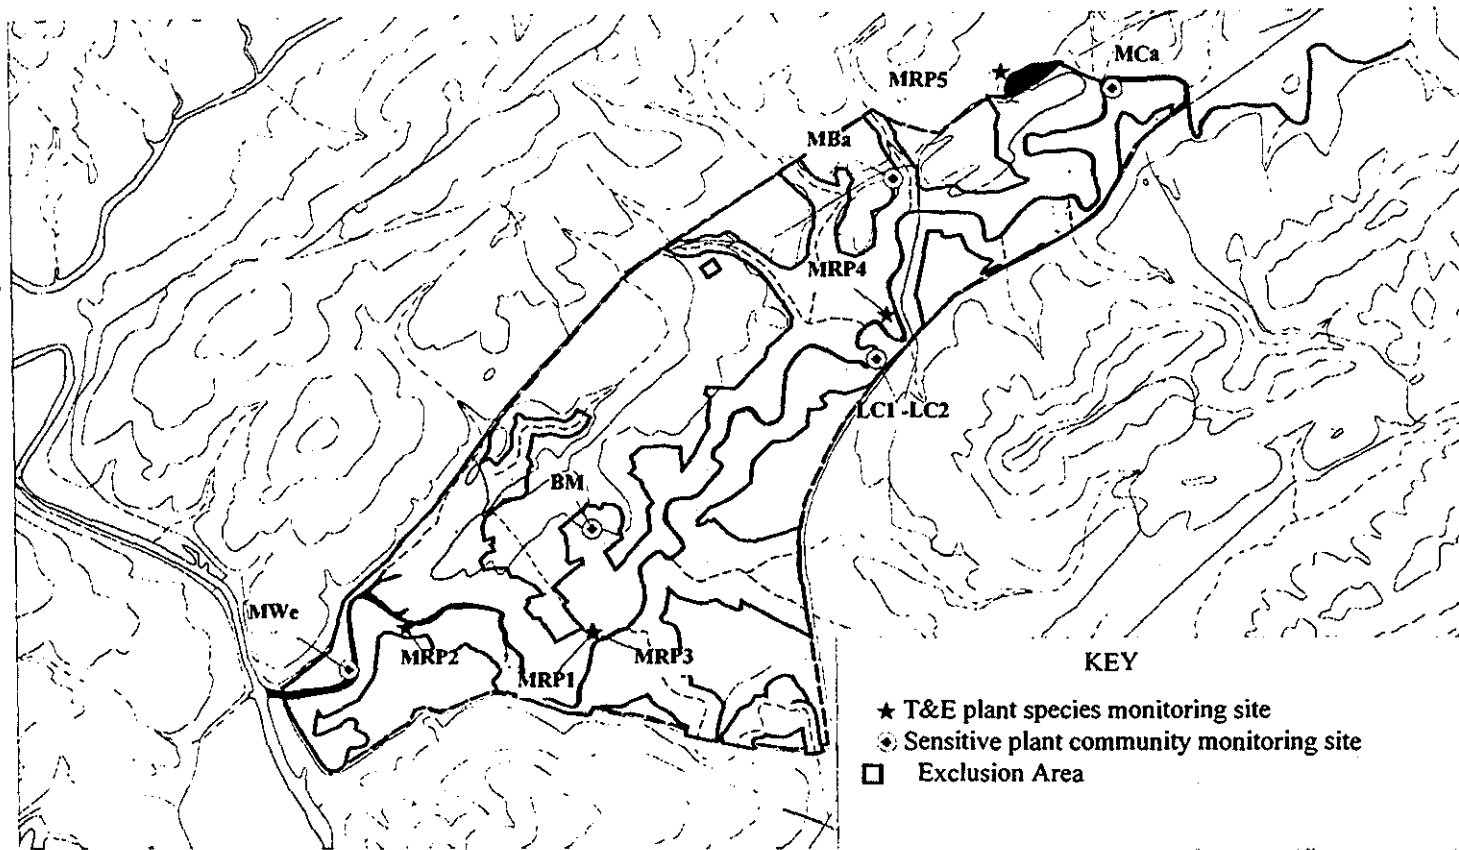 MCa
MRP5
MBa
MRP4
LC1 -LC2
BM
MWe
MRP2
MRP3
MRP1
KEY
T&E plant species monitoring site
Sensitive plant community monitoring site
Exclusion Area